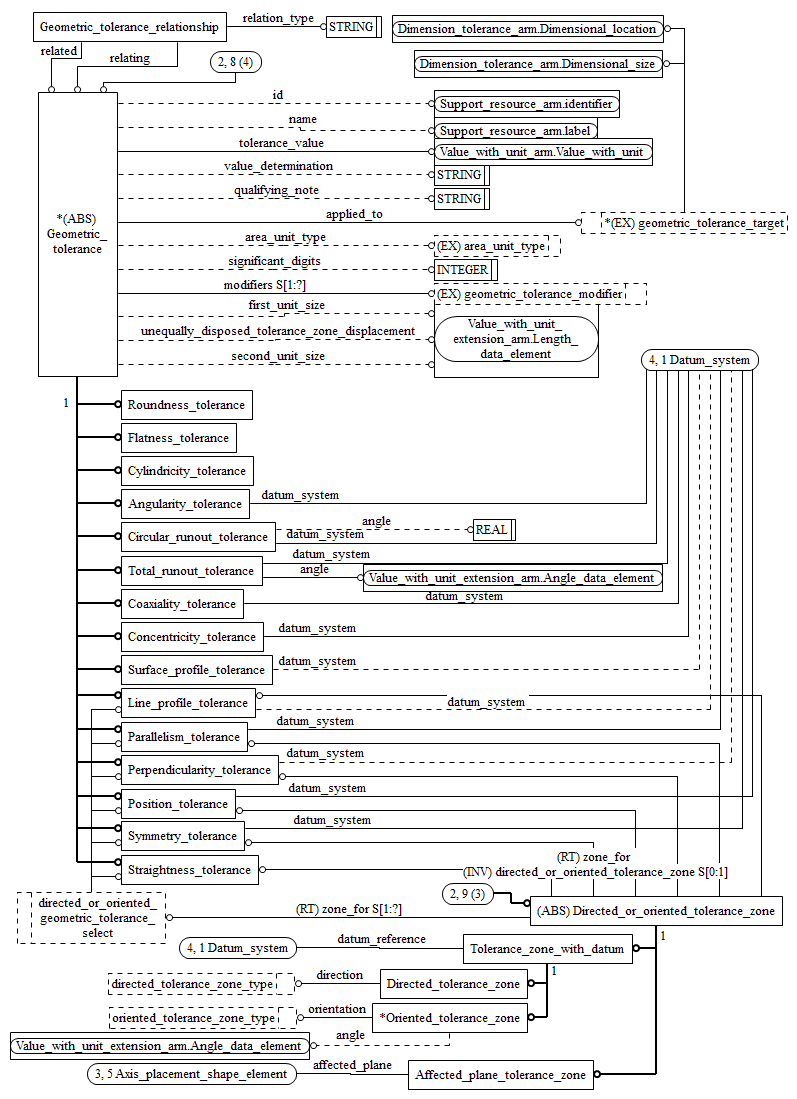 Geometric_tolerance_relationship
relation_type
STRING
Dimension_tolerance_arm.Dimensional_location
related
relating
2, 8 (4)
Dimension_tolerance_arm.Dimensional_size
id
Support_resource_arm.identifier
name
Support_resource_arm.label
tolerance_value
Value_with_unit_arm.Value_with_unit
value_determination
STRING
qualifying_note
STRING
*(ABS)
Geometric_
tolerance
applied_to
*(EX) geometric_tolerance_target
area_unit_type
(EX) area_unit_type
significant_digits
INTEGER
modifiers S[1:?]
(EX) geometric_tolerance_modifier
first_unit_size
unequally_disposed_tolerance_zone_displacement
Value_with_unit_
extension_arm.Length_
data_element
second_unit_size
4, 1 Datum_system
1
Roundness_tolerance
Flatness_tolerance
Cylindricity_tolerance
Angularity_tolerance
datum_system
Circular_runout_tolerance
angle
REAL
datum_system
Total_runout_tolerance
datum_system
angle
Value_with_unit_extension_arm.Angle_data_element
Coaxiality_tolerance
datum_system
Concentricity_tolerance
datum_system
Surface_profile_tolerance
datum_system
Line_profile_tolerance
datum_system
Parallelism_tolerance
datum_system
Perpendicularity_tolerance
datum_system
Position_tolerance
datum_system
Symmetry_tolerance
datum_system
Straightness_tolerance
(RT) zone_for
(INV) directed_or_oriented_tolerance_zone S[0:1]
2, 9 (3)
directed_or_oriented_
geometric_tolerance_
select
(RT) zone_for S[1:?]
(ABS) Directed_or_oriented_tolerance_zone
1
4, 1 Datum_system
datum_reference
Tolerance_zone_with_datum
1
directed_tolerance_zone_type
direction
Directed_tolerance_zone
oriented_tolerance_zone_type
orientation
*Oriented_tolerance_zone
Value_with_unit_extension_arm.Angle_data_element
angle
3, 5 Axis_placement_shape_element
affected_plane
Affected_plane_tolerance_zone